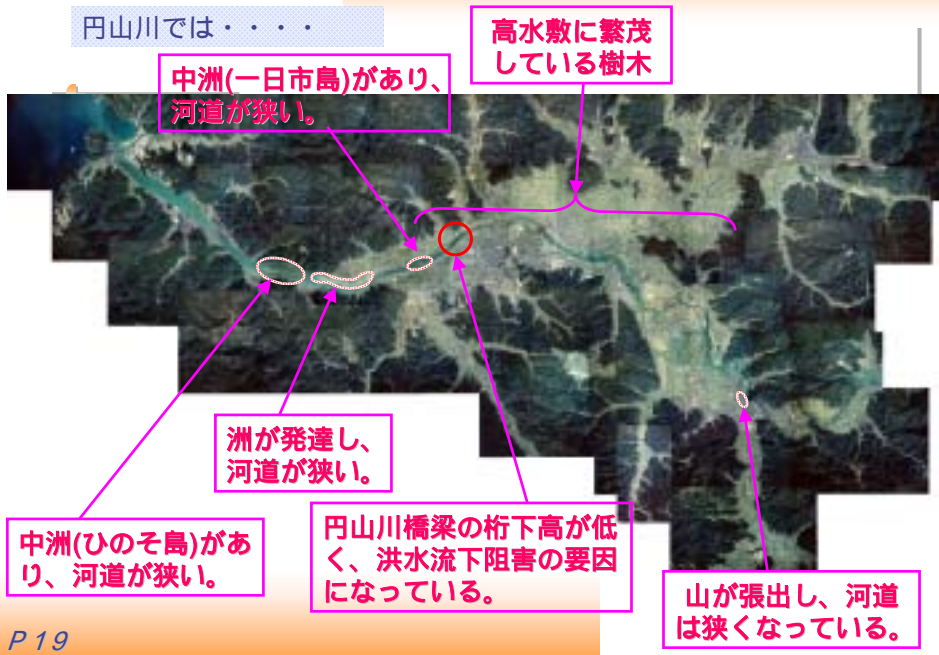 円山川では・・・・
高水敷に繁茂
している樹木
中洲(一日市島)があり、
河道が狭い。
洲が発達し、
河道が狭い。
中洲(ひのそ島)があ
り、河道が狭い。
円山川橋梁の桁下高が低
く、洪水流下阻害の要因
になっている。
山が張出し、河道
は狭くなっている。
P19